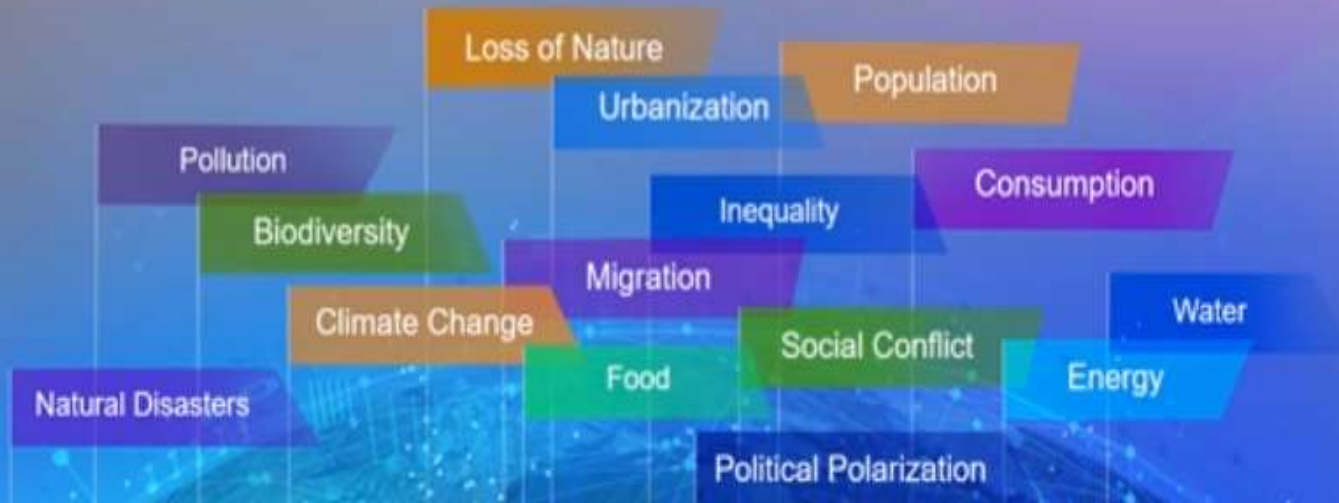 Loss of Nature
Population
Urbanization
Pollution
Consumption
Inequality
Biodiversity
Migration
Water
Climate Change
Social Conflict
Food
Energy
Natural Disasters
Political Polarization